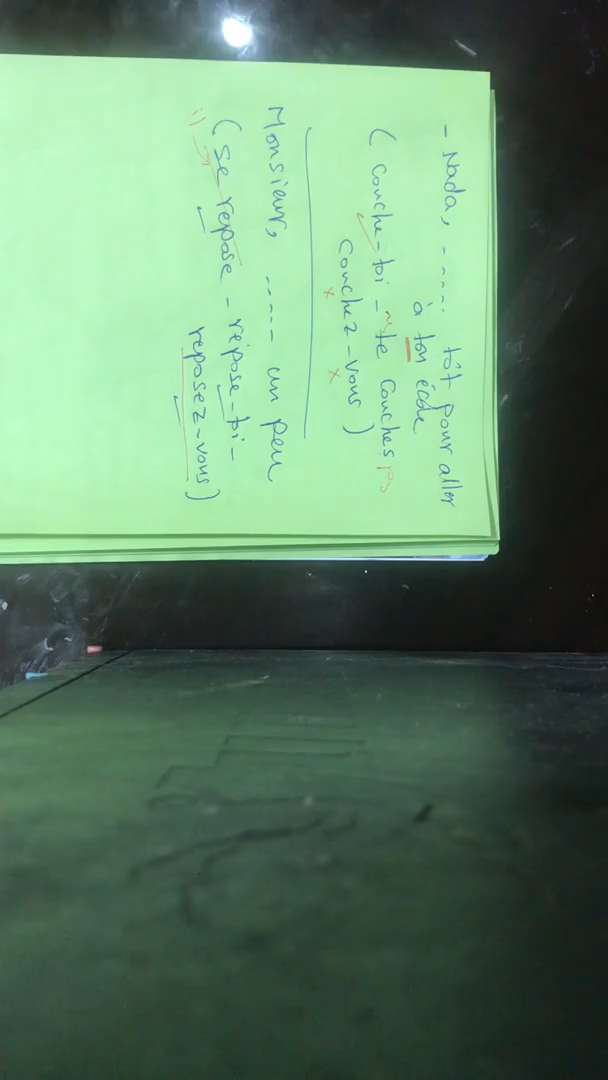 - Nada, ..... tôt pour aller
à ton école
( couche-toi - te couches
couchez-vous )
Monsieur, ..... un peu
( se repose - repose-toi -
reposez-vous )